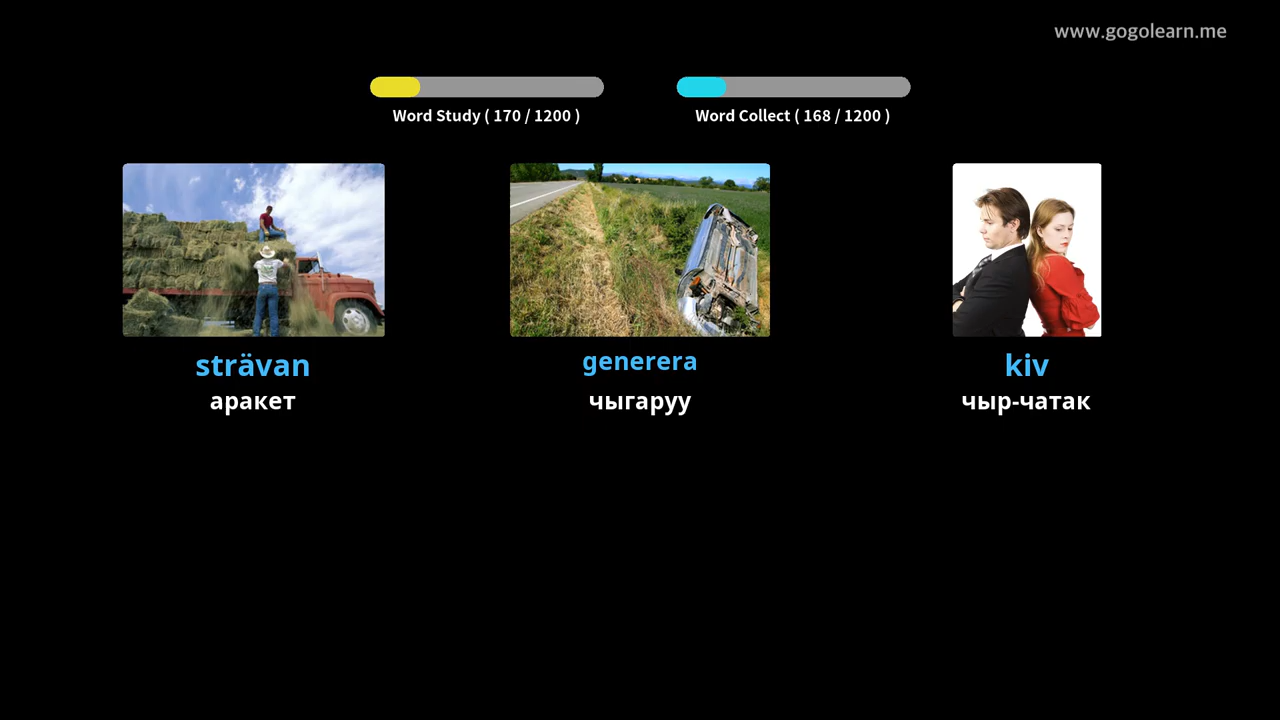 www.gogolearn.me
Word Study ( 170 / 1200 )
Word Collect ( 168 / 1200 )
strävan
generera
kiv
аракет
чыгаруу
чыр-чатак